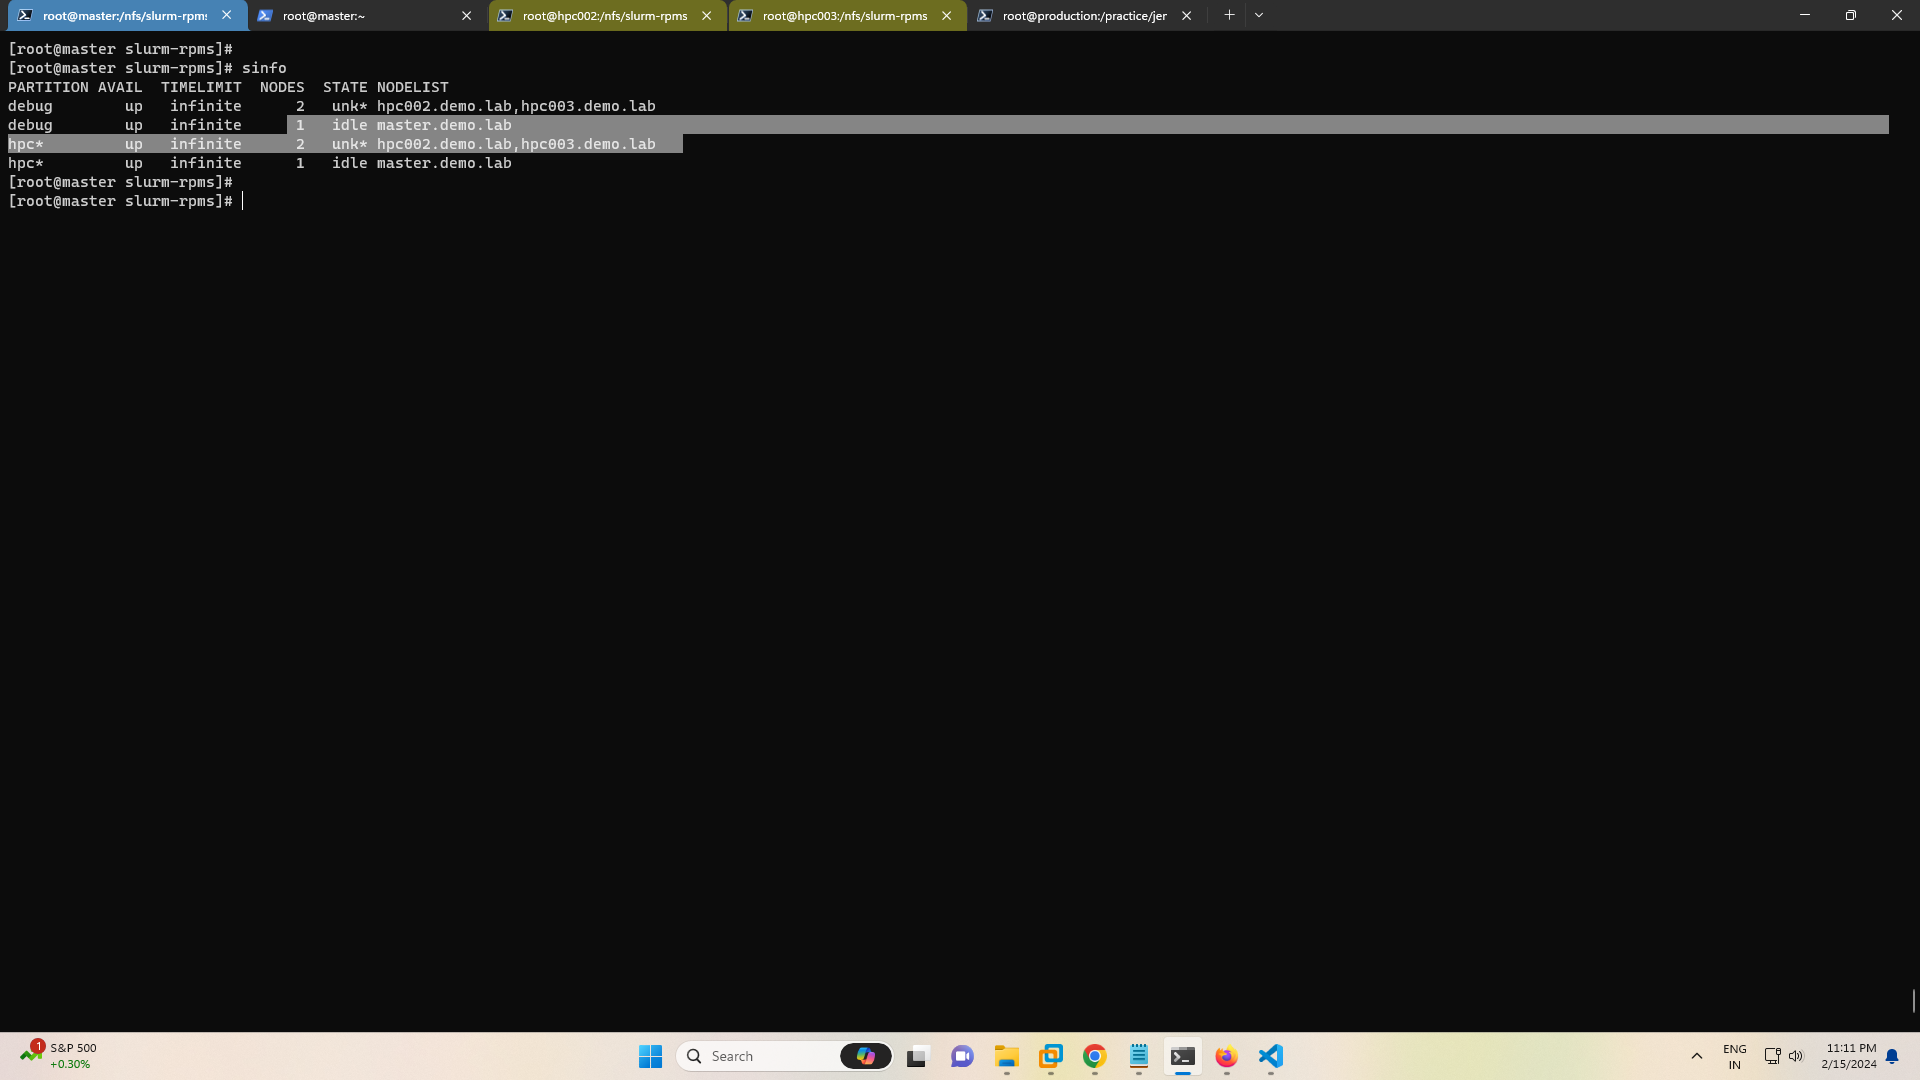 root@master:/nfs/slurm-rpms
root@master:~
root@hpc002:/nfs/slurm-rpms
root@hpc003:/nfs/slurm-rpms
root@production:/practice/jer
[root@master slurm-rpms]#
[root@master slurm-rpms]# sinfo
PARTITION AVAIL  TIMELIMIT  NODES  STATE NODELIST
debug        up   infinite      2   unk* hpc002.demo.lab,hpc003.demo.lab
debug        up   infinite      1   idle master.demo.lab
hpc*         up   infinite      2   unk* hpc002.demo.lab,hpc003.demo.lab
hpc*         up   infinite      1   idle master.demo.lab
[root@master slurm-rpms]#
[root@master slurm-rpms]#
1
S&P 500
+0.30%
Search
ENG
IN
11:11 PM
2/15/2024